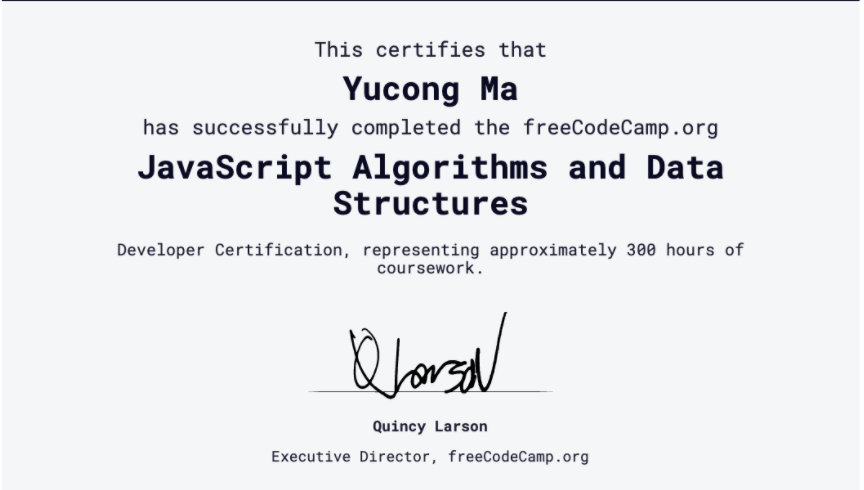 This certifies that
Yucong Ma
has successfully completed the freeCodeCamp.org
JavaScript Algorithms and Data
Structures
Developer Certification, representing approximately 300 hours of
coursework.
Q Larson
Quincy Larson
Executive Director, freeCodeCamp.org